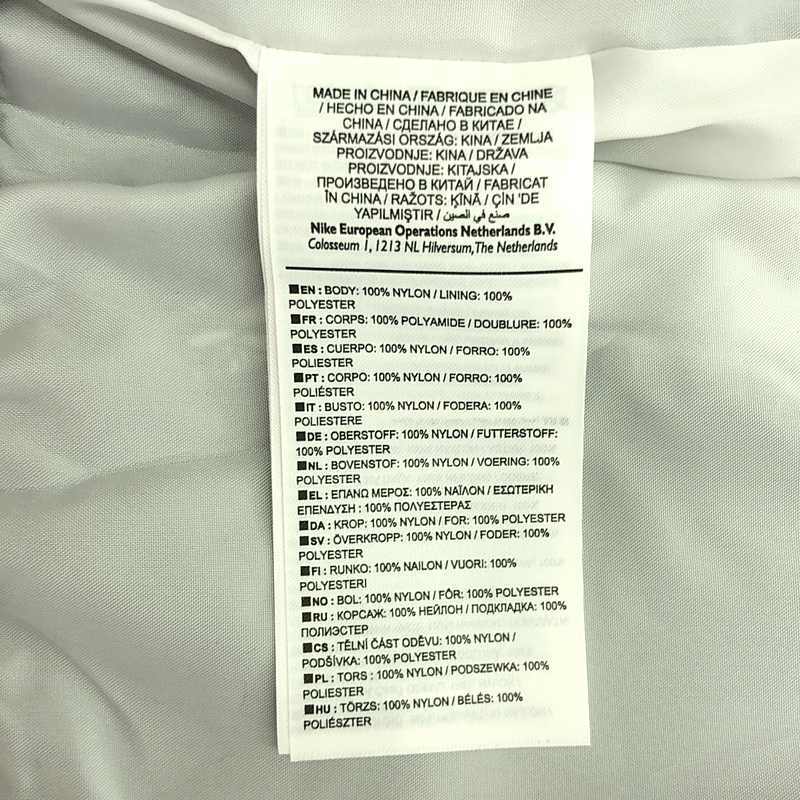 MADE IN CHINA / FABRIQUE EN CHINE
/ HECHO EN CHINA / FABRICADO NA
CHINA / СДЕЛАНО В КИТАЕ /
SZÁRMAZÁSI ORSZÁG: KINA / ZEMLJA
PROIZVODNJE: KINA / DRŽAVA
PROIZVODNJE: KITAJSKA /
ПРОИЗВЕДЕНО В КИТАЙ / FABRICAT
ÎN CHINA / RAŽOTS: ĶĪNĀ / ÇİN 'DE
YAPILMIŞTIR / صنع في الصين
Nike European Operations Netherlands B.V.
Colosseum 1, 1213 NL Hilversum,The Netherlands
■EN : BODY: 100% NYLON / LINING: 100%
POLYESTER
■FR : CORPS: 100% POLYAMIDE / DOUBLURE: 100%
POLYESTER
■ES : CUERPO: 100% NYLON / FORRO: 100%
POLIESTER
■PT : CORPO: 100% NYLON / FORRO: 100%
POLIÉSTER
■IT : BUSTO: 100% NYLON / FODERA: 100%
POLIESTERE
■DE : OBERSTOFF: 100% NYLON / FUTTERSTOFF:
100% POLYESTER
■NL : BOVENSTOF: 100% NYLON / VOERING: 100%
POLYESTER
■EL : ΕΠΑΝΩ ΜΕΡΟΣ: 100% ΝΑΪΛΟΝ / ΕΣΩΤΕΡΙΚΗ
ΕΠΕΝΔΥΣΗ : 100% ΠΟΛΥΕΣΤΕΡΑΣ
■DA : KROP: 100% NYLON / FOR: 100% POLYESTER
■SV : ÖVERKROPP: 100% NYLON / FODER: 100%
POLYESTER
■FI : RUNKO: 100% NAILON / VUORI: 100%
POLYESTERI
■NO : BOL: 100% NYLON / FÔR: 100% POLYESTER
■RU : КОРСАЖ: 100% НЕЙЛОН / ПОДКЛАДКА: 100%
ПОЛИЭСТЕР
■CS : TĚLNÍ ČÁST ODĚVU: 100% NYLON /
PODŠÍVKA: 100% POLYESTER
■PL : TORS : 100% NYLON / PODSZEWKA: 100%
POLIESTER
■HU : TÖRZS: 100% NYLON / BÉLÉS: 100%
POLIÉSZTER